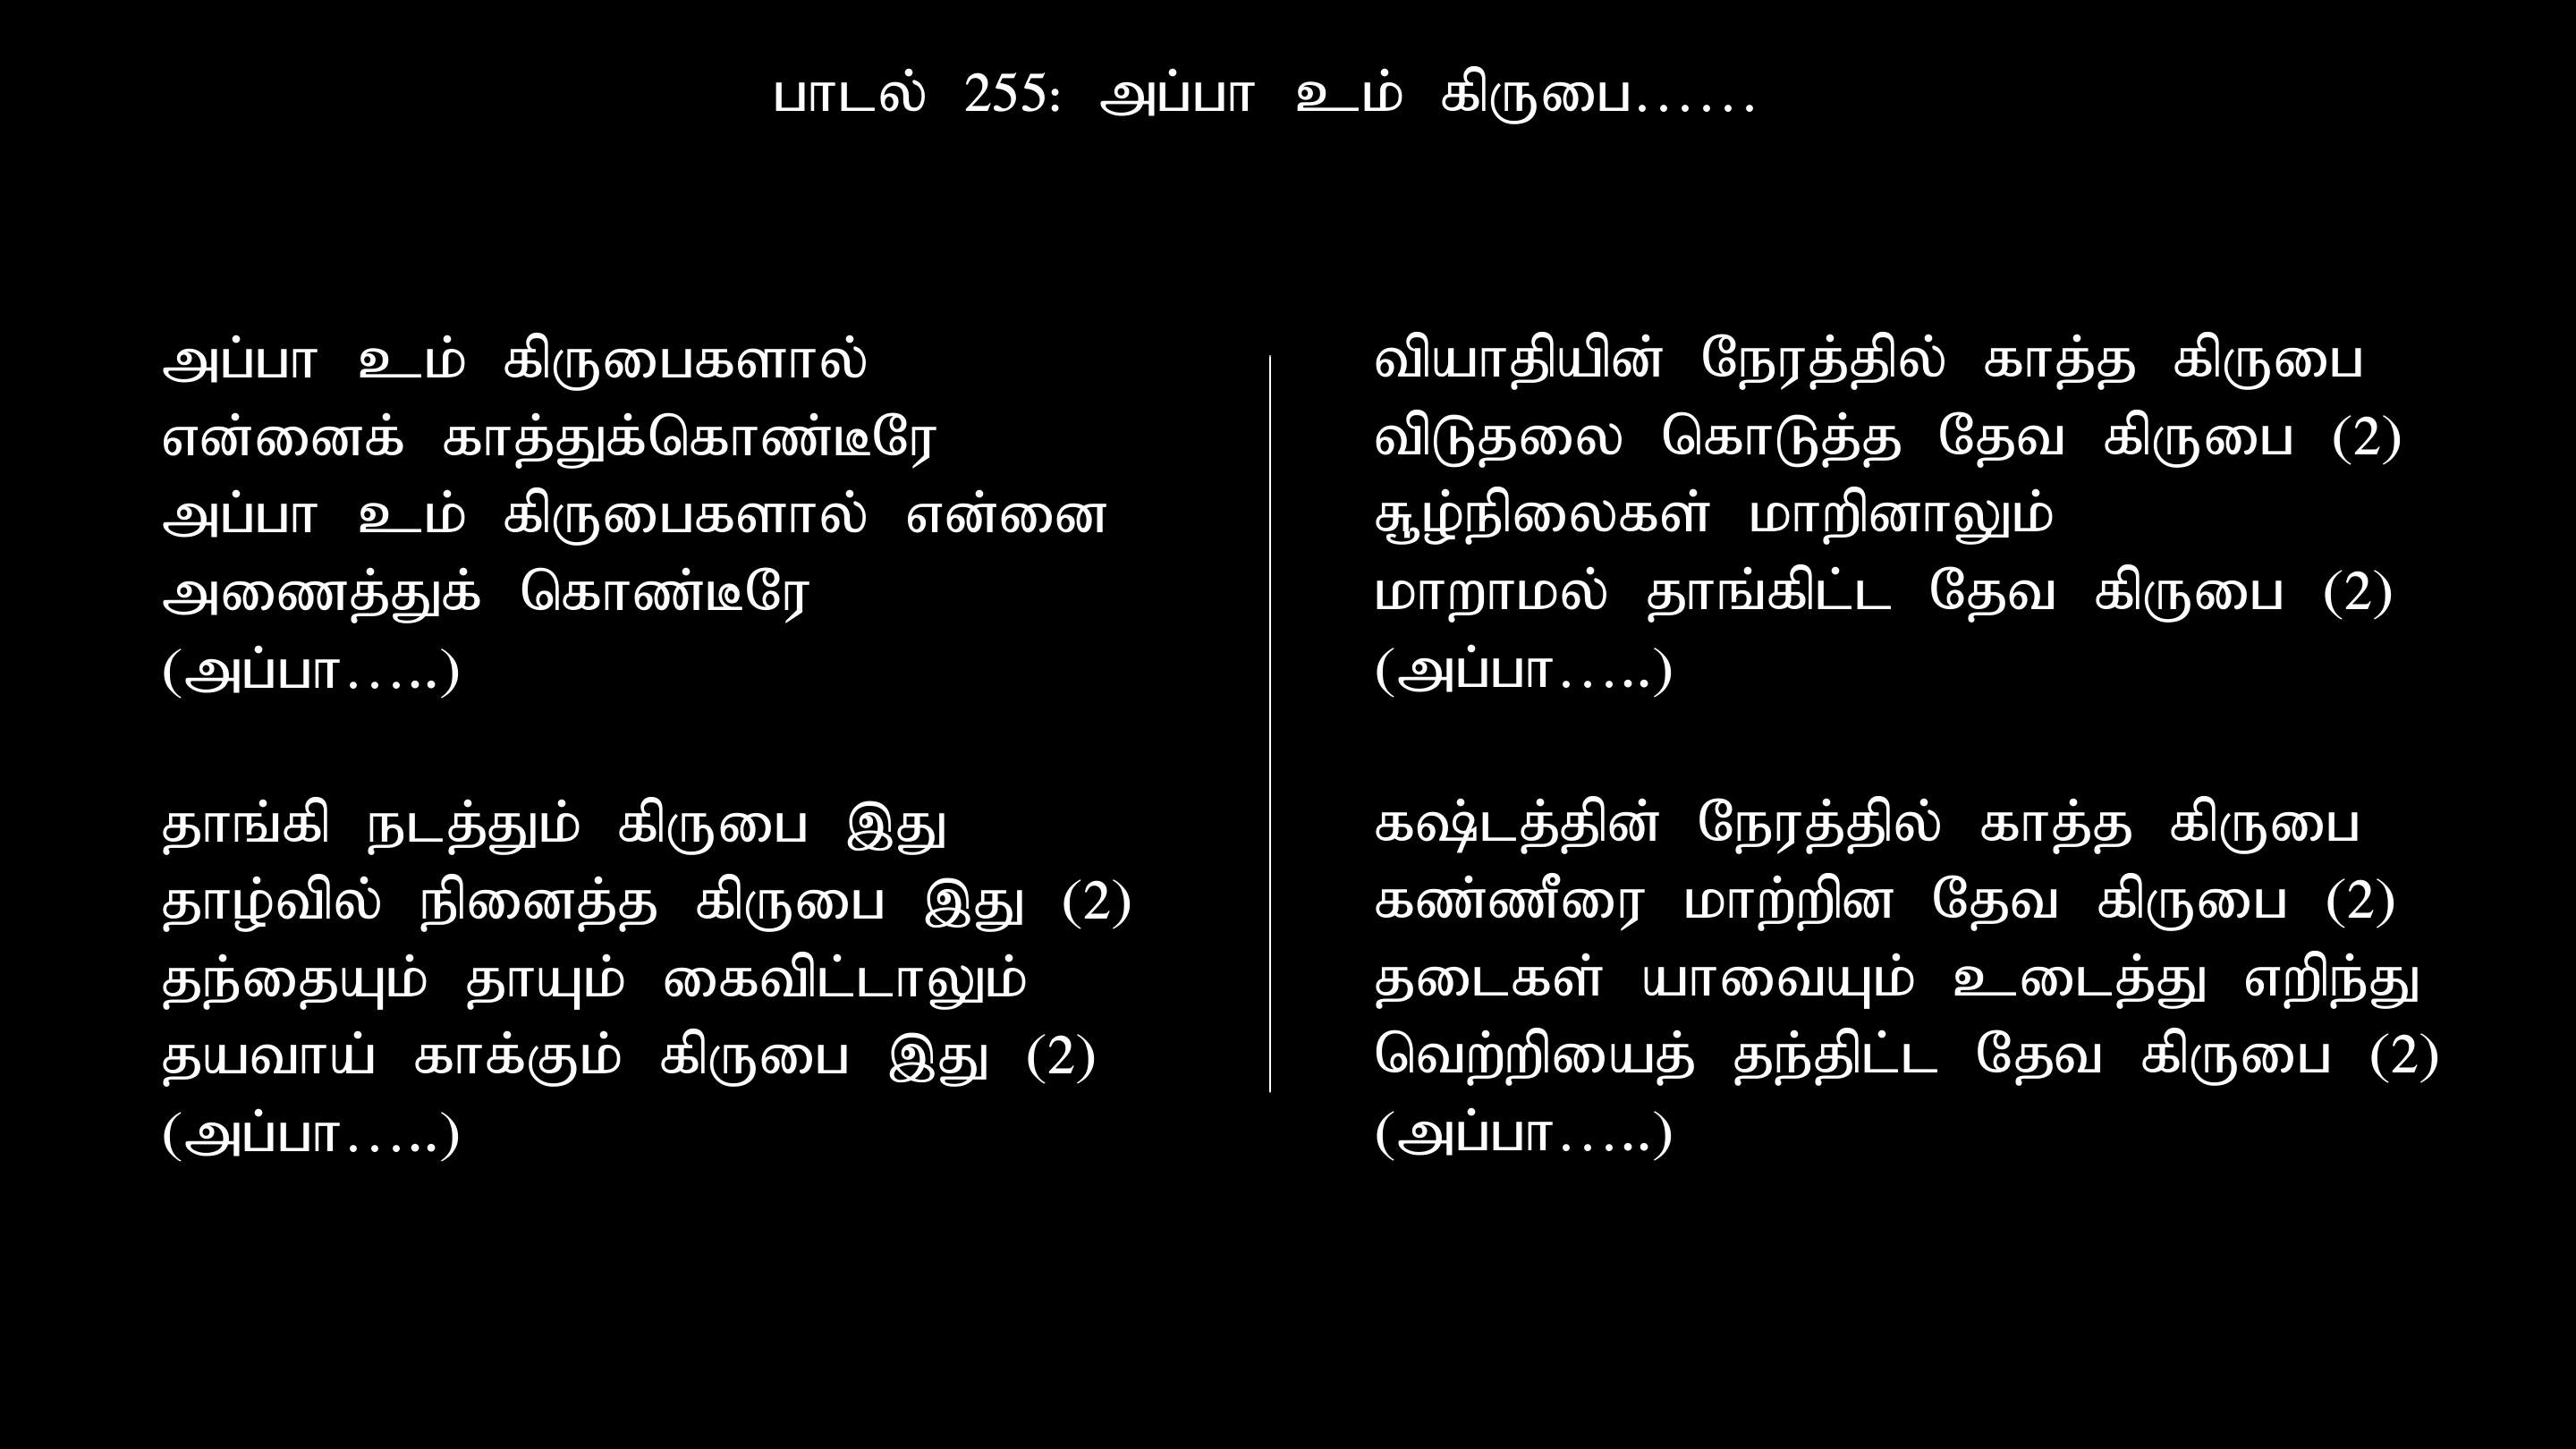 பாடல் 255: அப்பா உம் கிருபை……
அப்பா உம் கிருபைகளால்
என்னைக் காத்துக்கொண்டீரே
அப்பா உம் கிருபைகளால் என்னை
அணைத்துக் கொண்டீரே
(அப்பா…..)
தாங்கி நடத்தும் கிருபை இது
தாழ்வில் நினைத்த கிருபை இது (2)
தந்தையும் தாயும் கைவிட்டாலும்
தயவாய் காக்கும் கிருபை இது (2)
(அப்பா…..)
வியாதியின் நேரத்தில் காத்த கிருபை
விடுதலை கொடுத்த தேவ கிருபை (2)
சூழ்நிலைகள் மாறினாலும்
மாறாமல் தாங்கிட்ட தேவ கிருபை (2)
(அப்பா…..)
கஷ்டத்தின் நேரத்தில் காத்த கிருபை
கண்ணீரை மாற்றின தேவ கிருபை (2)
தடைகள் யாவையும் உடைத்து எறிந்து
வெற்றியைத் தந்திட்ட தேவ கிருபை (2)
(அப்பா…..)